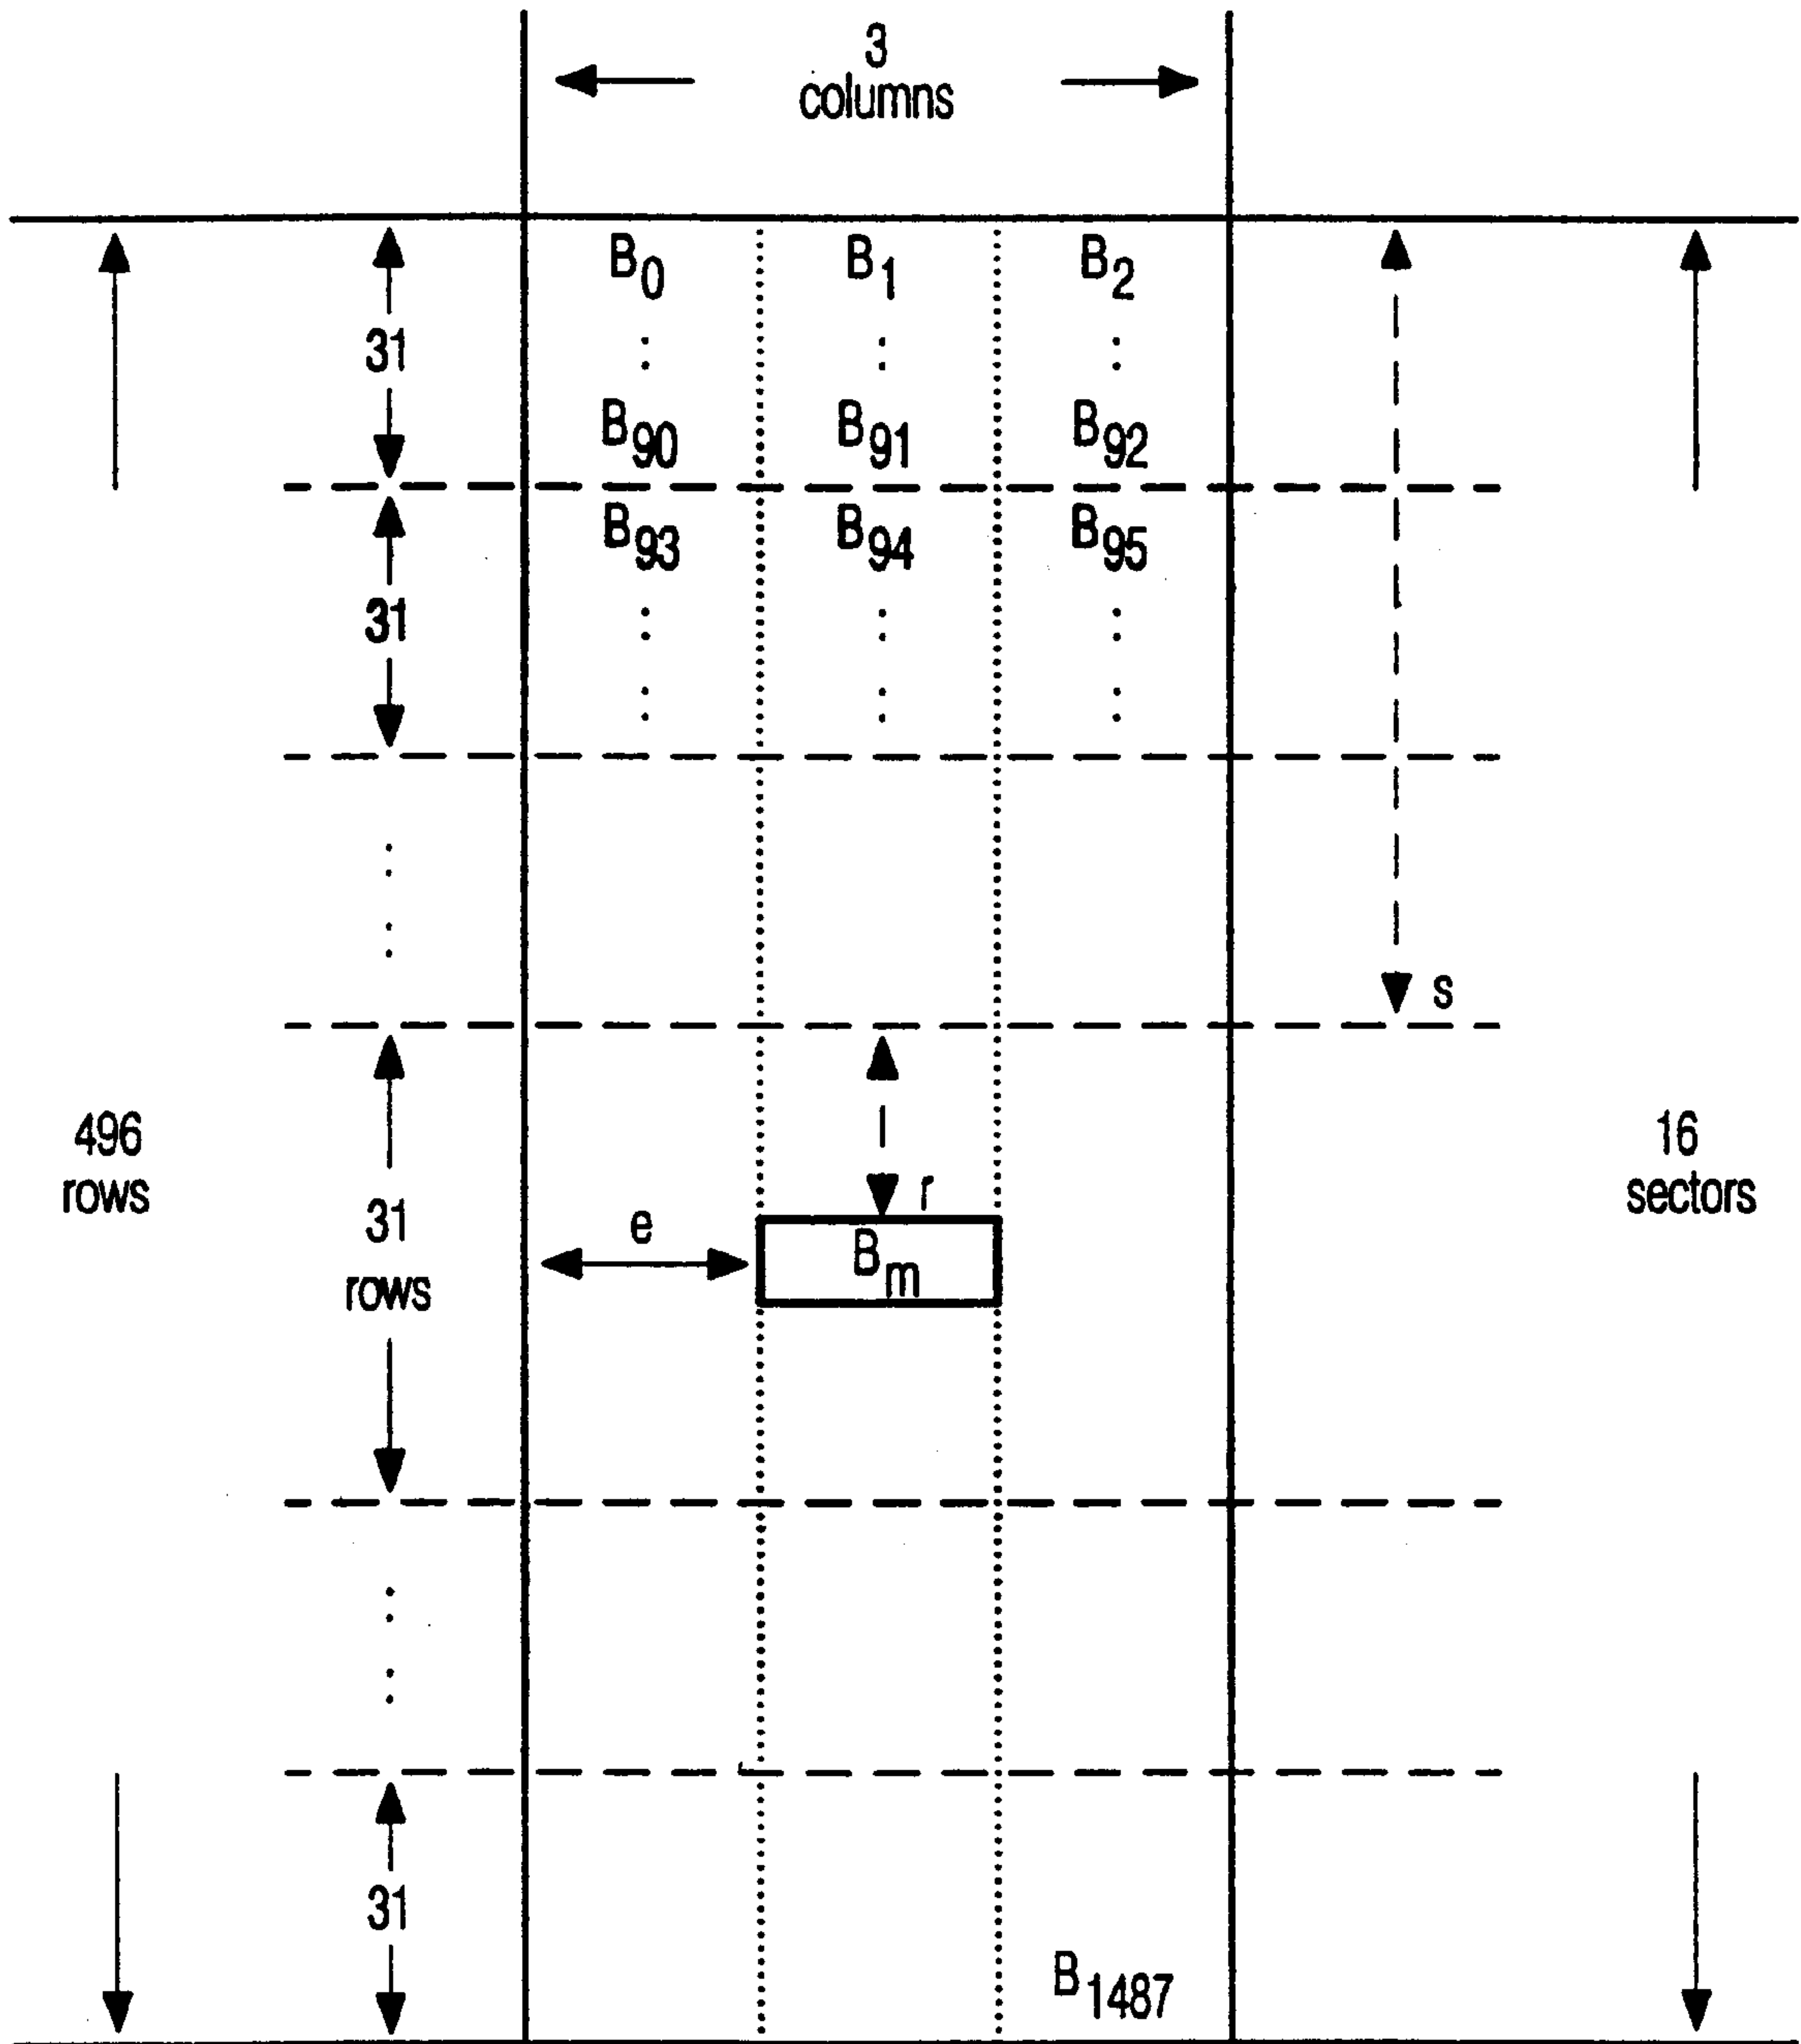 3
columns
B0 B1 B2
31
B90 B91 B92
B93 B94 B95
31
s
496
rows
16
sectors
31
rows
r
e
Bm
31
B1487